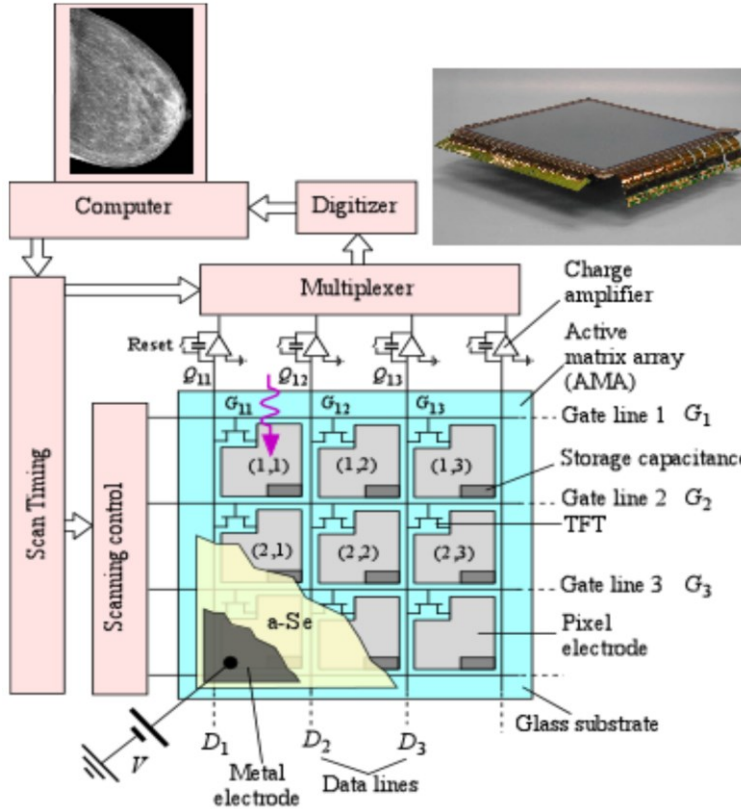 Computer
Digitizer
Multiplexer
Charge
amplifier
Reset
Active
matrix array
(AMA)
Q11
Q12
Q13
G11
G12
G13
Gate line 1 G1
(1,1)
(1,2)
(1,3)
Storage capacitance
Gate line 2 G2
TFT
Scan Timing
Scanning control
(2,1)
(2,2)
(2,3)
Gate line 3 G3
a-Se
Pixel
electrode
Glass substrate
V
D1
D2
D3
Metal
electrode
Data lines